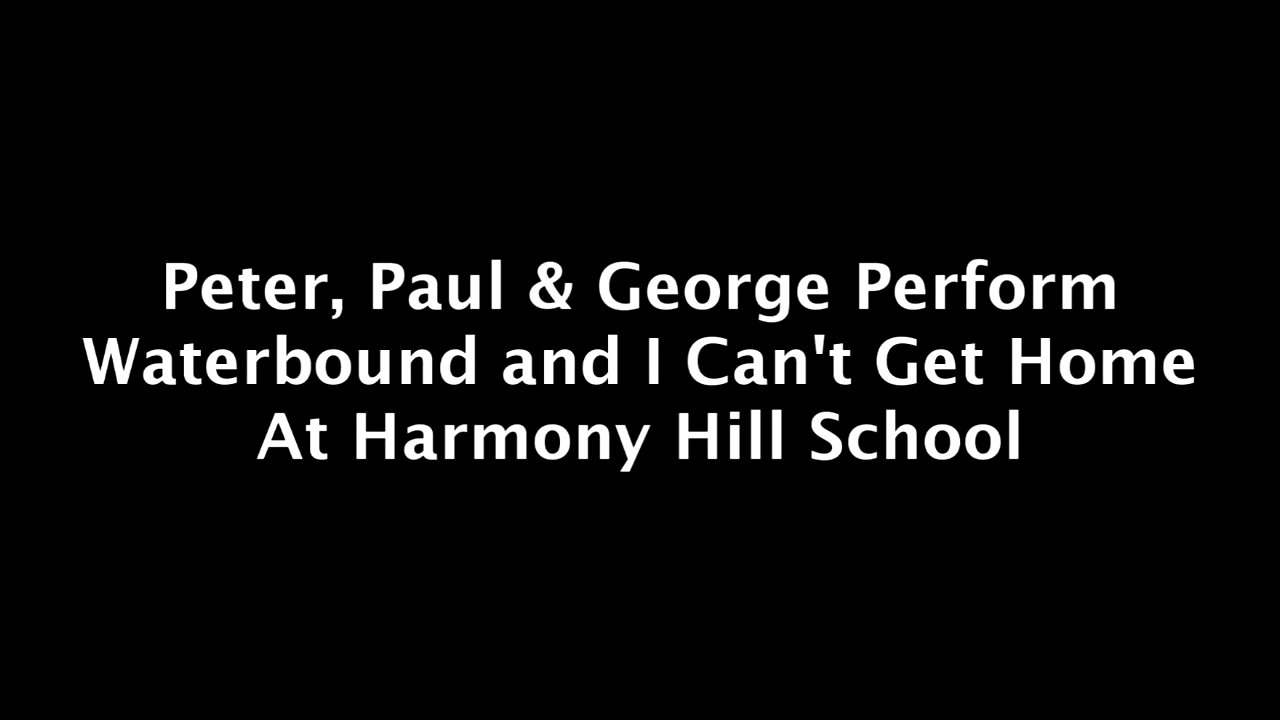 Peter, Paul & George Perform
Waterbound and I Can't Get Home
At Harmony Hill School